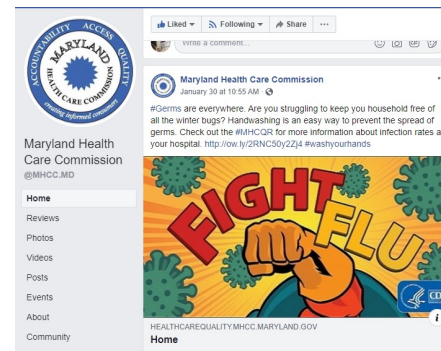 ACCOUNTABILITY ACCESS QUALITY
MARYLAND
HEALTH CARE COMMISSION
creating informed consumers
Maryland Health
Care Commission
@MHCC.MD
Home
Reviews
Photos
Videos
Posts
Events
About
Community
Liked Following Share ...
Write a comment...
Maryland Health Care Commission
January 30 at 10:55 AM ·
#Germs are everywhere. Are you struggling to keep you household free of
all the winter bugs? Handwashing is an easy way to prevent the spread of
germs. Check out the #MHCQR for more information about infection rates a
your hospital. http://ow.ly/2RNC50y2Zj4 #washyourhands
FIGHT
FLU
CD
i
HEALTHCAREQUALITY.MHCC.MARYLAND.GOV
Home